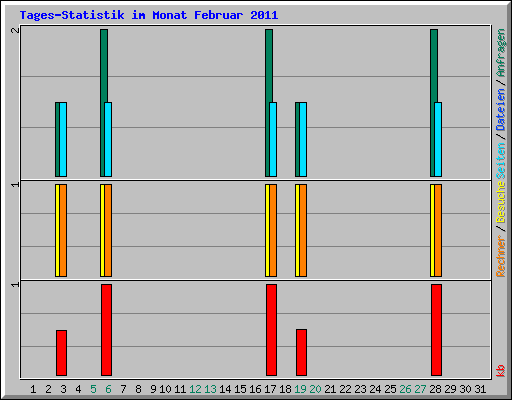 Tages-Statistik im Monat Februar 2011
2
1
1
Rechner / Besuche Seiten / Dateien / Anfragen
kb
1 2 3 4 5 6 7 8 9 10 11 12 13 14 15 16 17 18 19 20 21 22 23 24 25 26 27 28 29 30 31